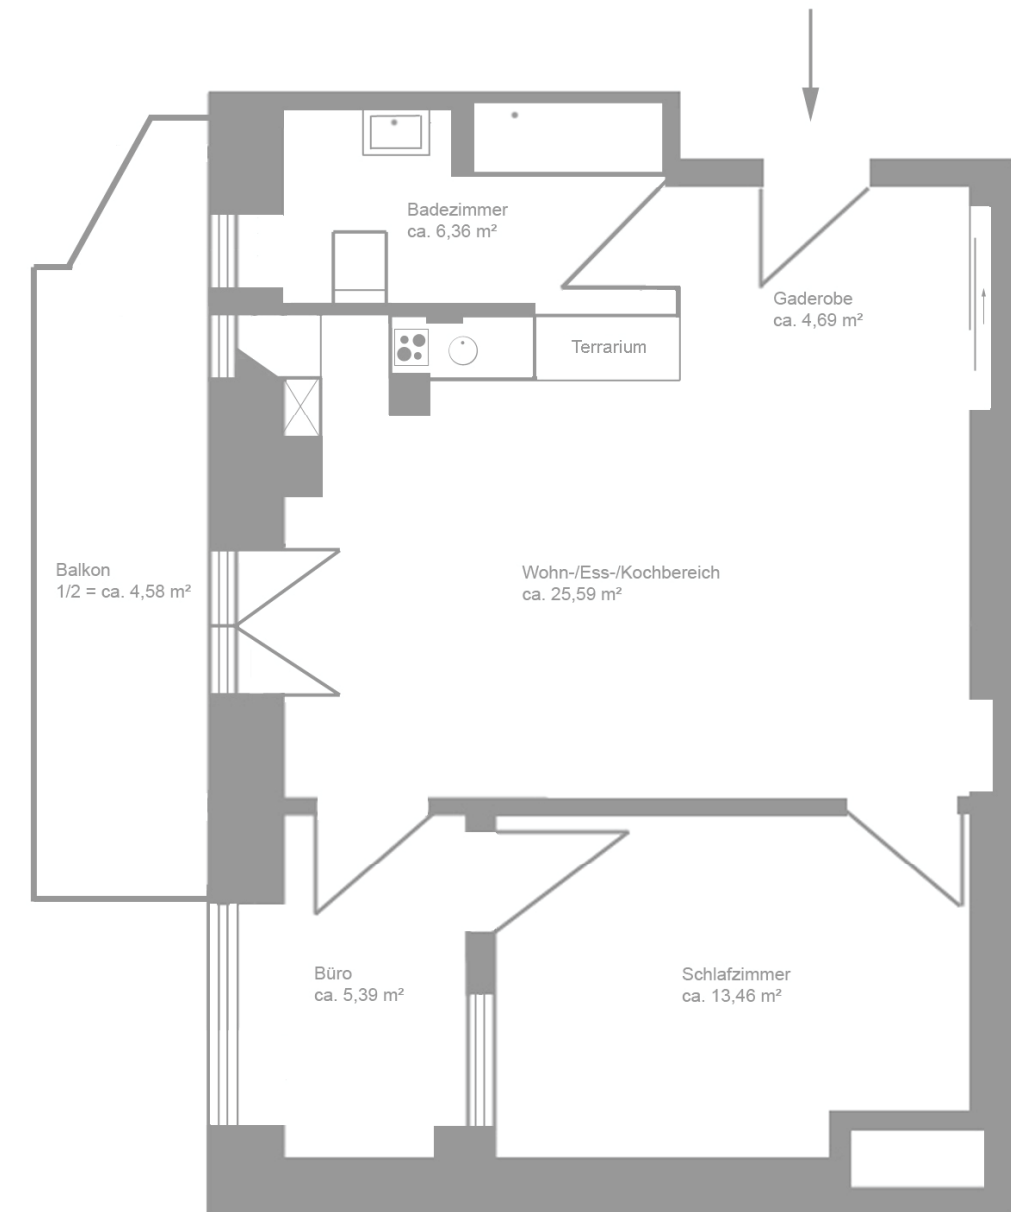 Badezimmer
ca. 6,36 m²
Gaderobe
ca. 4,69 m²
Terrarium
Balkon
1/2 = ca. 4,58 m²
Wohn-/Ess-/Kochbereich
ca. 25,59 m²
Büro
ca. 5,39 m²
Schlafzimmer
ca. 13,46 m²